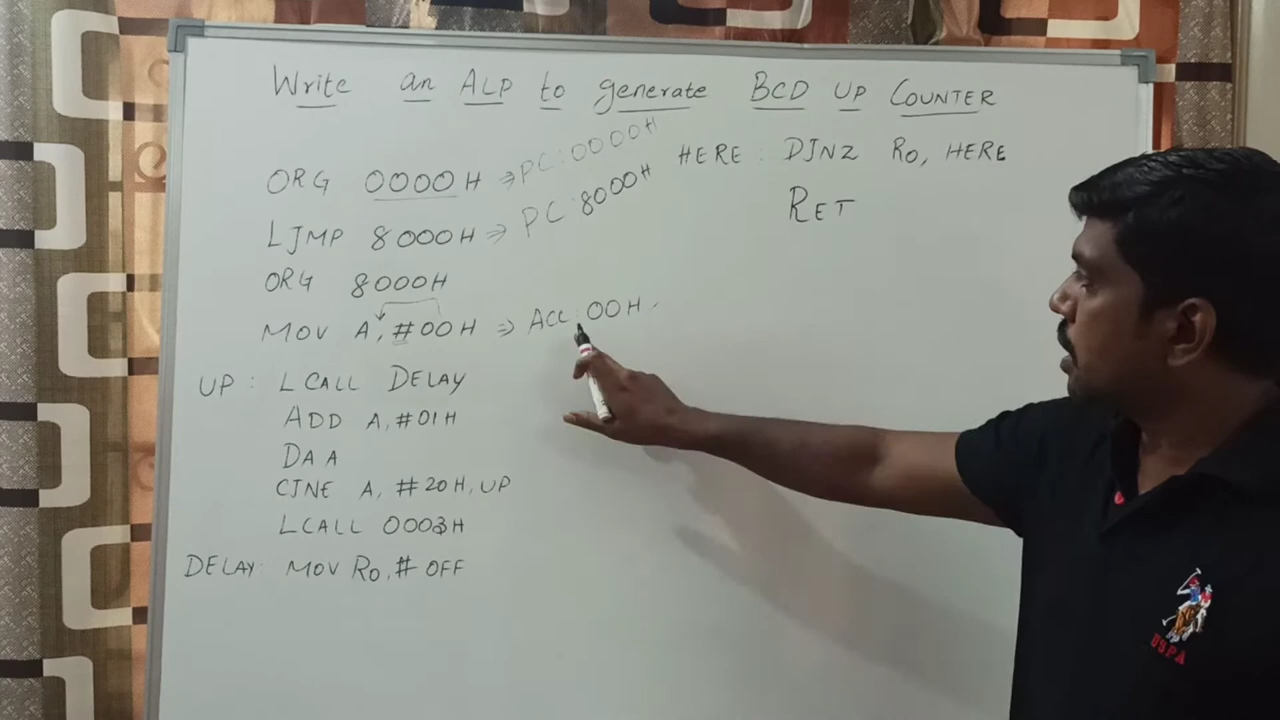 Write an ALP to generate BCD UP COUNTER
ORG 0000H ⇒ PC:0000H
LJMP 8000H ⇒ PC:8000H
ORG 8000H
MOV A, #00H ⇒ ACC:00H
UP: LCALL DELAY
ADD A, #01H
DA A
CJNE A, #20H, UP
LCALL 0003H
DELAY: MOV R0, # OFF
HERE: DJNZ R0, HERE
RET
USPA